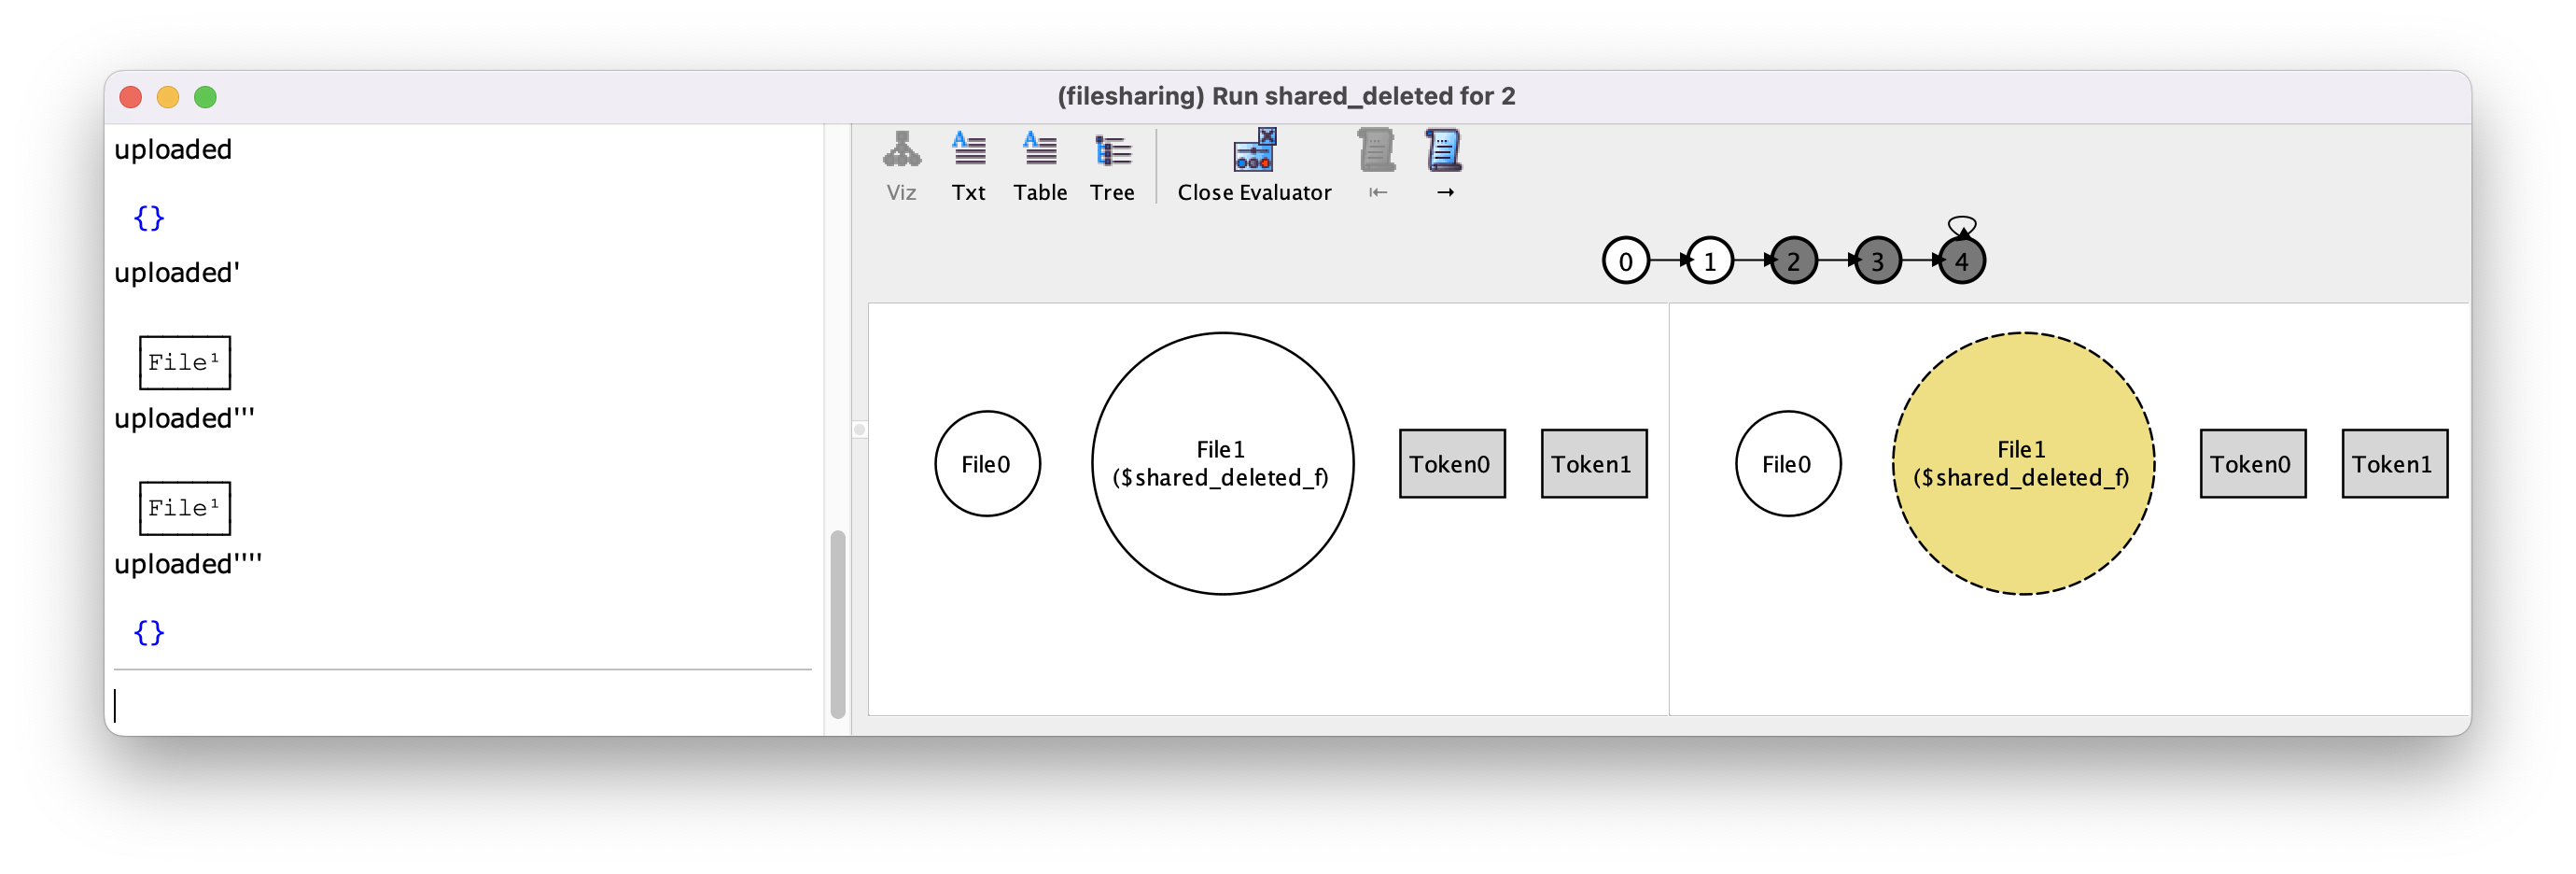 (filesharing) Run shared_deleted for 2
uploaded
{}
uploaded'
File¹
uploaded'''
File¹
uploaded''''
{}
Viz
Txt
Table
Tree
Close Evaluator
⇤
→
0
1
2
3
4
File0
File1
($shared_deleted_f)
Token0
Token1
File0
File1
($shared_deleted_f)
Token0
Token1